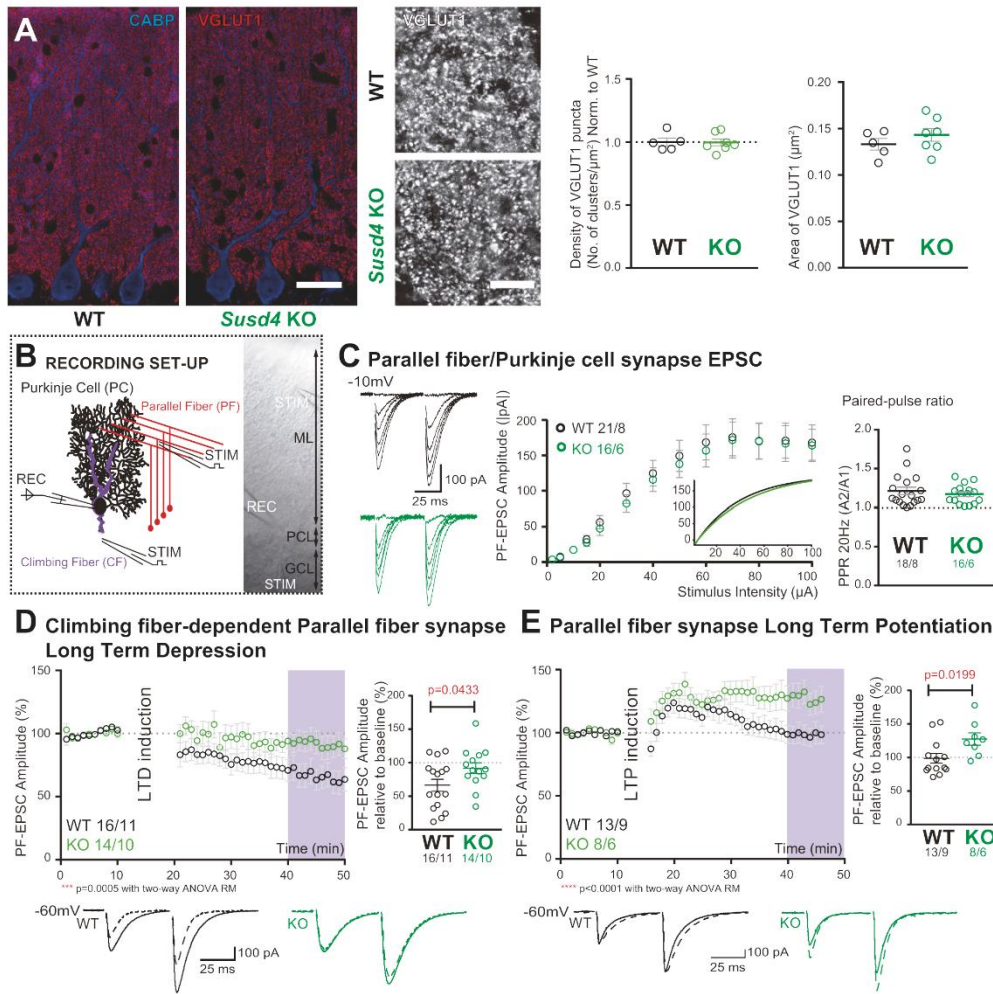 A
CABP
VGLUT1
WT
Susd4 KO
VGLUT1
WT
Susd4 KO
Density of VGLUT1 puncta
(No. of clusters/µm²) Norm. to WT
1.5
1.0
0.5
0.0
WT
KO
Area of VGLUT1 (µm²)
0.20
0.15
0.10
0.05
0.00
WT
KO
B RECORDING SET-UP
Purkinje Cell (PC)
Parallel Fiber (PF)
STIM
REC
STIM
Climbing Fiber (CF)
STIM
ML
REC
PCL
GCL
STIM
C Parallel fiber/Purkinje cell synapse EPSC
-10mV
100 pA
25 ms
PF-EPSC Amplitude (|pA|)
200
150
100
50
0
WT 21/8
KO 16/6
150
100
50
0
20 40 60 80 100
0 20 40 60 80 100
Stimulus Intensity (µA)
Paired-pulse ratio
PPR 20Hz (A2/A1)
2.0
1.5
1.0
0.5
0.0
WT
18/8
KO
16/6
D Climbing fiber-dependent Parallel fiber synapse
Long Term Depression
PF-EPSC Amplitude (%)
150
100
50
0
LTD induction
WT 16/11
KO 14/10
Time (min)
0 10 20 30 40 50
*** p=0.0005 with two-way ANOVA RM
PF-EPSC Amplitude
relative to baseline (%)
p=0.0433
200
150
100
50
0
WT
16/11
KO
14/10
-60mV
WT
100 pA
25 ms
KO
E Parallel fiber synapse Long Term Potentiation
PF-EPSC Amplitude (%)
150
100
50
0
LTP induction
WT 13/9
KO 8/6
Time (min)
0 10 20 30 40 50
**** p<0.0001 with two-way ANOVA RM
PF-EPSC Amplitude
relative to baseline (%)
p=0.0199
200
150
100
50
0
WT
13/9
KO
8/6
-60mV
WT
100 pA
25 ms
KO